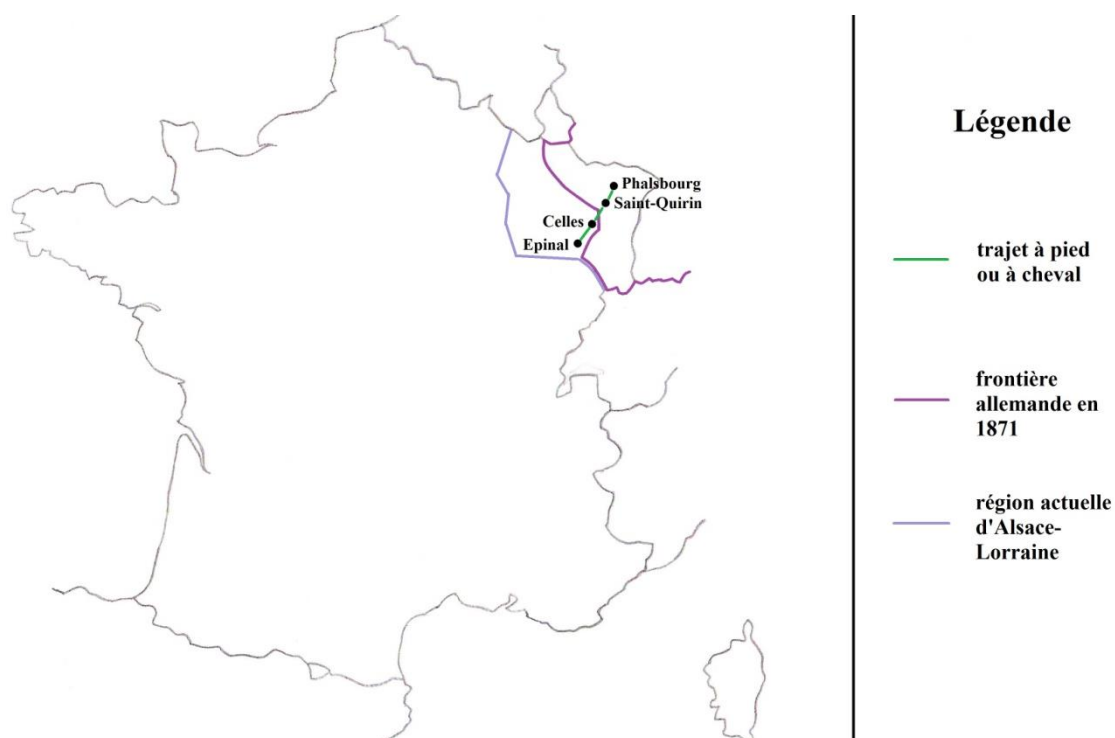 Phalsbourg
Saint-Quirin
Celles
Epinal
Légende
trajet à pied
ou à cheval
frontière
allemande en
1871
région actuelle
d'Alsace-
Lorraine